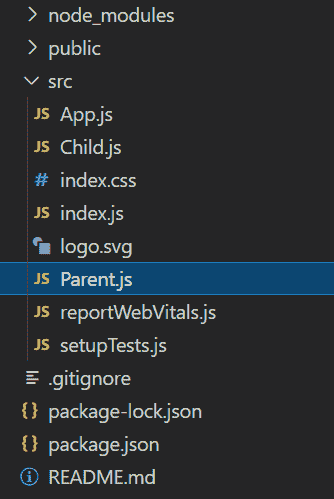 node_modules
public
src
JS App.js
JS Child.js
# index.css
JS index.js
logo.svg
JS Parent.js
JS reportWebVitals.js
JS setupTests.js
.gitignore
{} package-lock.json
{} package.json
README.md